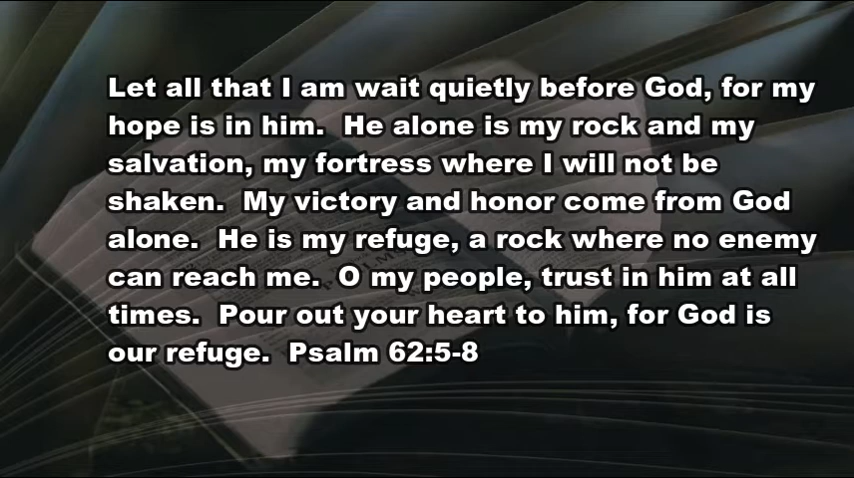 Let all that I am wait quietly before God, for my
hope is in him.  He alone is my rock and my
salvation, my fortress where I will not be
shaken.  My victory and honor come from God
alone.  He is my refuge, a rock where no enemy
can reach me.  O my people, trust in him at all
times.  Pour out your heart to him, for God is
our refuge.  Psalm 62:5-8